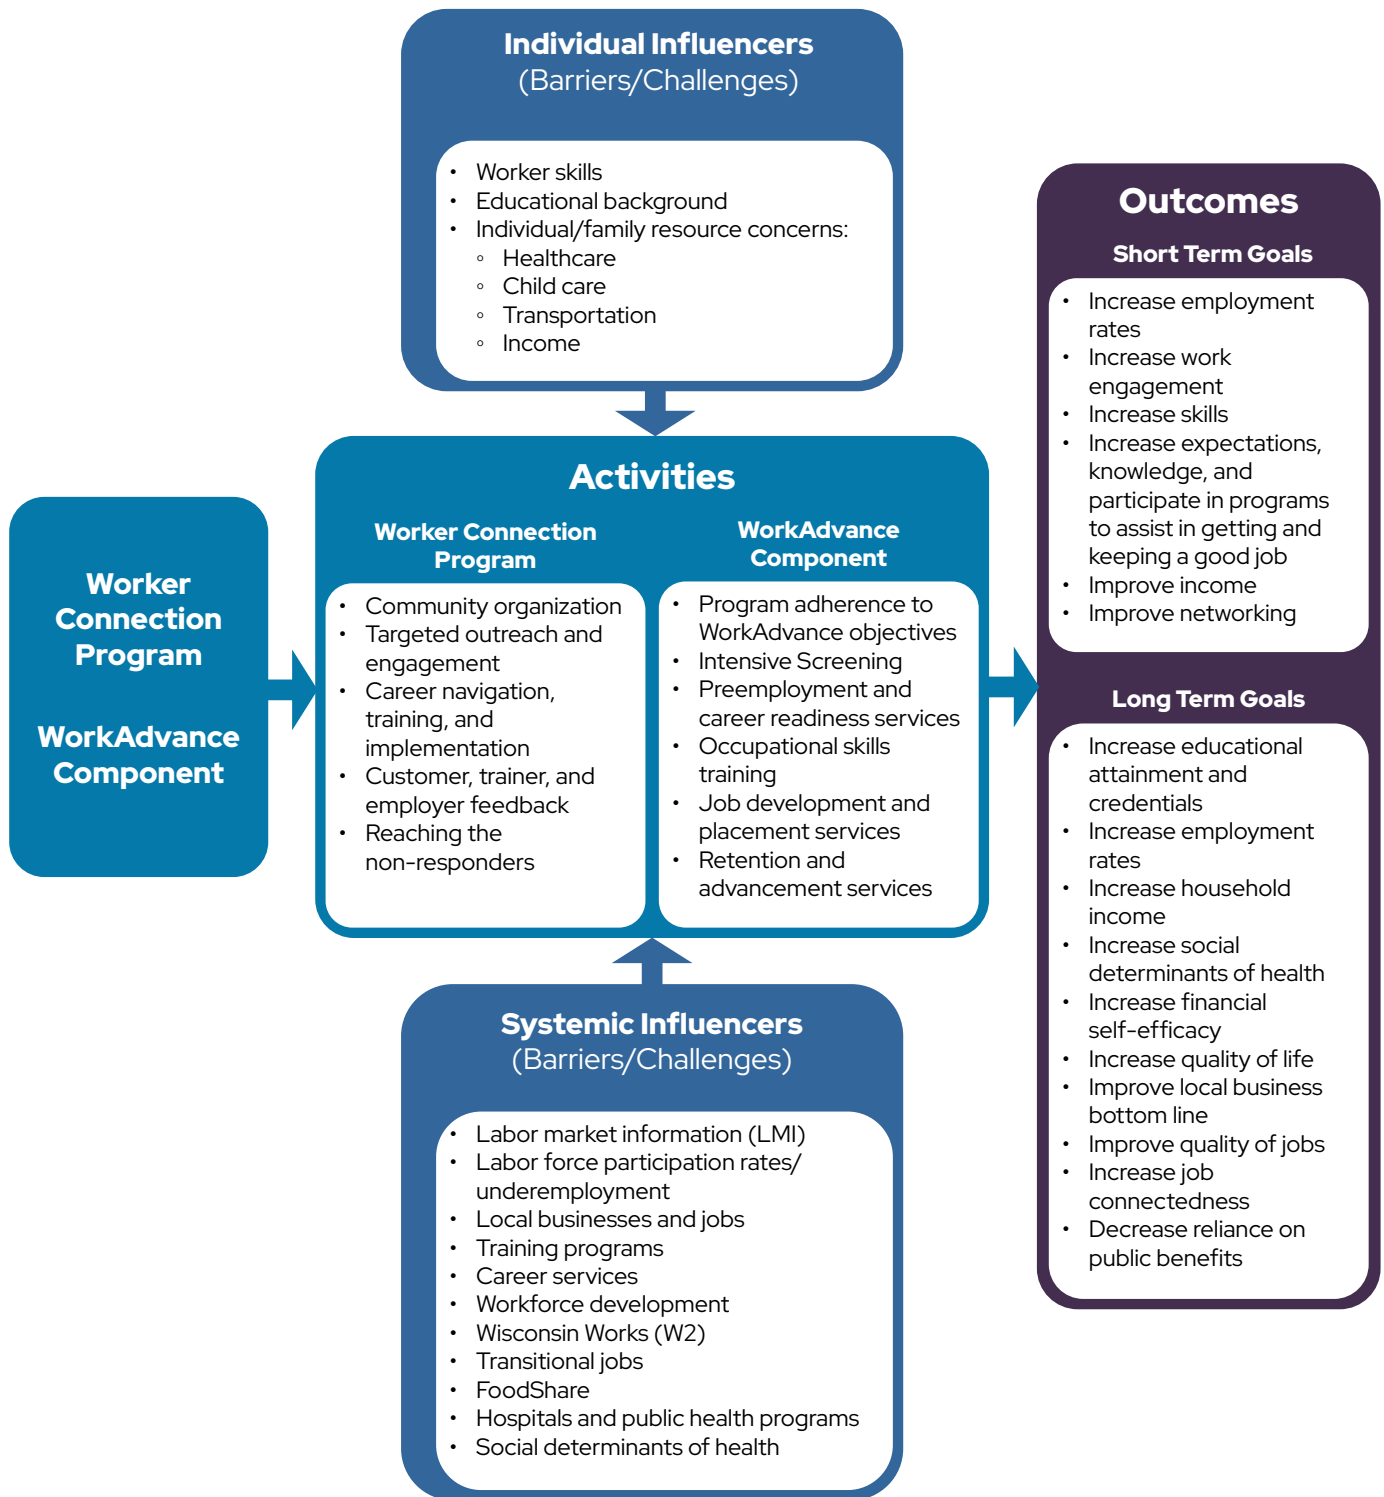 Individual Influencers
(Barriers/Challenges)
• Worker skills
• Educational background
• Individual/family resource concerns:
◦ Healthcare
◦ Child care
◦ Transportation
◦ Income
Worker
Connection
Program
WorkAdvance
Component
Activities
Worker Connection
Program
• Community organization
• Targeted outreach and
engagement
• Career navigation,
training, and
implementation
• Customer, trainer, and
employer feedback
• Reaching the
non-responders
WorkAdvance
Component
• Program adherence to
WorkAdvance objectives
• Intensive Screening
• Preemployment and
career readiness services
• Occupational skills
training
• Job development and
placement services
• Retention and
advancement services
Systemic Influencers
(Barriers/Challenges)
• Labor market information (LMI)
• Labor force participation rates/
underemployment
• Local businesses and jobs
• Training programs
• Career services
• Workforce development
• Wisconsin Works (W2)
• Transitional jobs
• FoodShare
• Hospitals and public health programs
• Social determinants of health
Outcomes
Short Term Goals
• Increase employment
rates
• Increase work
engagement
• Increase skills
• Increase expectations,
knowledge, and
participate in programs
to assist in getting and
keeping a good job
• Improve income
• Improve networking
Long Term Goals
• Increase educational
attainment and
credentials
• Increase employment
rates
• Increase household
income
• Increase social
determinants of health
• Increase financial
self-efficacy
• Increase quality of life
• Improve local business
bottom line
• Improve quality of jobs
• Increase job
connectedness
• Decrease reliance on
public benefits